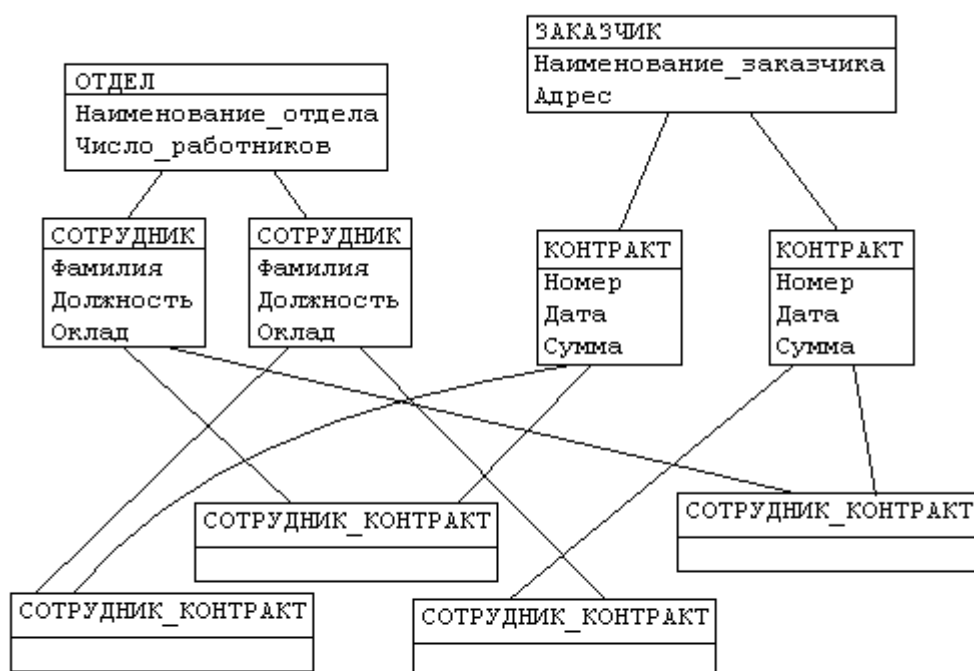 ЗАКАЗЧИК
Наименование_заказчика
Адрес
ОТДЕЛ
Наименование_отдела
Число_работников
СОТРУДНИК
Фамилия
Должность
Оклад
СОТРУДНИК
Фамилия
Должность
Оклад
КОНТРАКТ
Номер
Дата
Сумма
КОНТРАКТ
Номер
Дата
Сумма
СОТРУДНИК_КОНТРАКТ
СОТРУДНИК_КОНТРАКТ
СОТРУДНИК_КОНТРАКТ
СОТРУДНИК_КОНТРАКТ